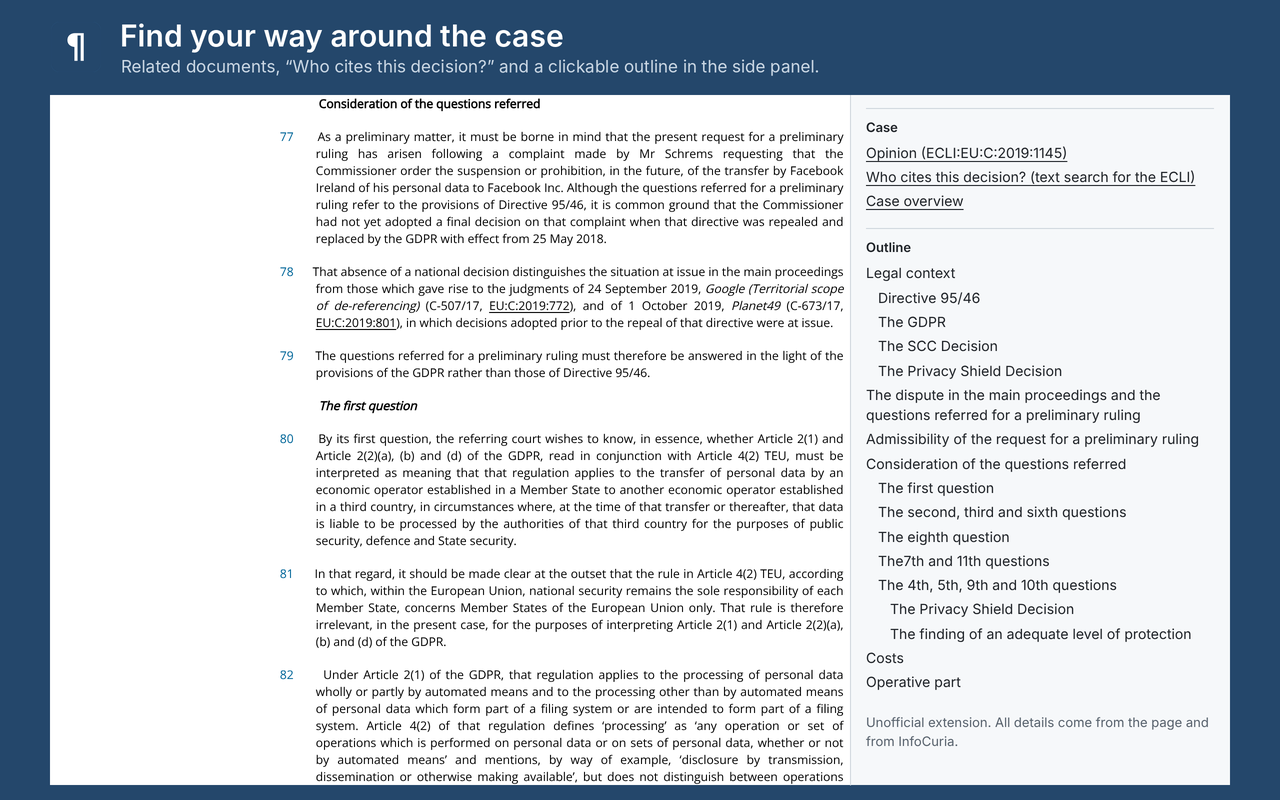 ¶
Find your way around the case
Related documents, “Who cites this decision?” and a clickable outline in the side panel.
Consideration of the questions referred
77 As a preliminary matter, it must be borne in mind that the present request for a preliminary
ruling has arisen following a complaint made by Mr Schrems requesting that the
Commissioner order the suspension or prohibition, in the future, of the transfer by Facebook
Ireland of his personal data to Facebook Inc. Although the questions referred for a preliminary
ruling refer to the provisions of Directive 95/46, it is common ground that the Commissioner
had not yet adopted a final decision on that complaint when that directive was repealed and
replaced by the GDPR with effect from 25 May 2018.
78 That absence of a national decision distinguishes the situation at issue in the main proceedings
from those which gave rise to the judgments of 24 September 2019, Google (Territorial scope
of de-referencing) (C-507/17, EU:C:2019:772), and of 1 October 2019, Planet49 (C-673/17,
EU:C:2019:801), in which decisions adopted prior to the repeal of that directive were at issue.
79 The questions referred for a preliminary ruling must therefore be answered in the light of the
provisions of the GDPR rather than those of Directive 95/46.
The first question
80 By its first question, the referring court wishes to know, in essence, whether Article 2(1) and
Article 2(2)(a), (b) and (d) of the GDPR, read in conjunction with Article 4(2) TEU, must be
interpreted as meaning that that regulation applies to the transfer of personal data by an
economic operator established in a Member State to another economic operator established
in a third country, in circumstances where, at the time of that transfer or thereafter, that data
is liable to be processed by the authorities of that third country for the purposes of public
security, defence and State security.
81 In that regard, it should be made clear at the outset that the rule in Article 4(2) TEU, according
to which, within the European Union, national security remains the sole responsibility of each
Member State, concerns Member States of the European Union only. That rule is therefore
irrelevant, in the present case, for the purposes of interpreting Article 2(1) and Article 2(2)(a),
(b) and (d) of the GDPR.
82 Under Article 2(1) of the GDPR, that regulation applies to the processing of personal data
wholly or partly by automated means and to the processing other than by automated means
of personal data which form part of a filing system or are intended to form part of a filing
system. Article 4(2) of that regulation defines ‘processing’ as ‘any operation or set of
operations which is performed on personal data or on sets of personal data, whether or not
by automated means’ and mentions, by way of example, ‘disclosure by transmission,
dissemination or otherwise making available’, but does not distinguish between operations
Case
Opinion (ECLI:EU:C:2019:1145)
Who cites this decision? (text search for the ECLI)
Case overview
Outline
Legal context
Directive 95/46
The GDPR
The SCC Decision
The Privacy Shield Decision
The dispute in the main proceedings and the
questions referred for a preliminary ruling
Admissibility of the request for a preliminary ruling
Consideration of the questions referred
The first question
The second, third and sixth questions
The eighth question
The7th and 11th questions
The 4th, 5th, 9th and 10th questions
The Privacy Shield Decision
The finding of an adequate level of protection
Costs
Operative part
Unofficial extension. All details come from the page and
from InfoCuria.